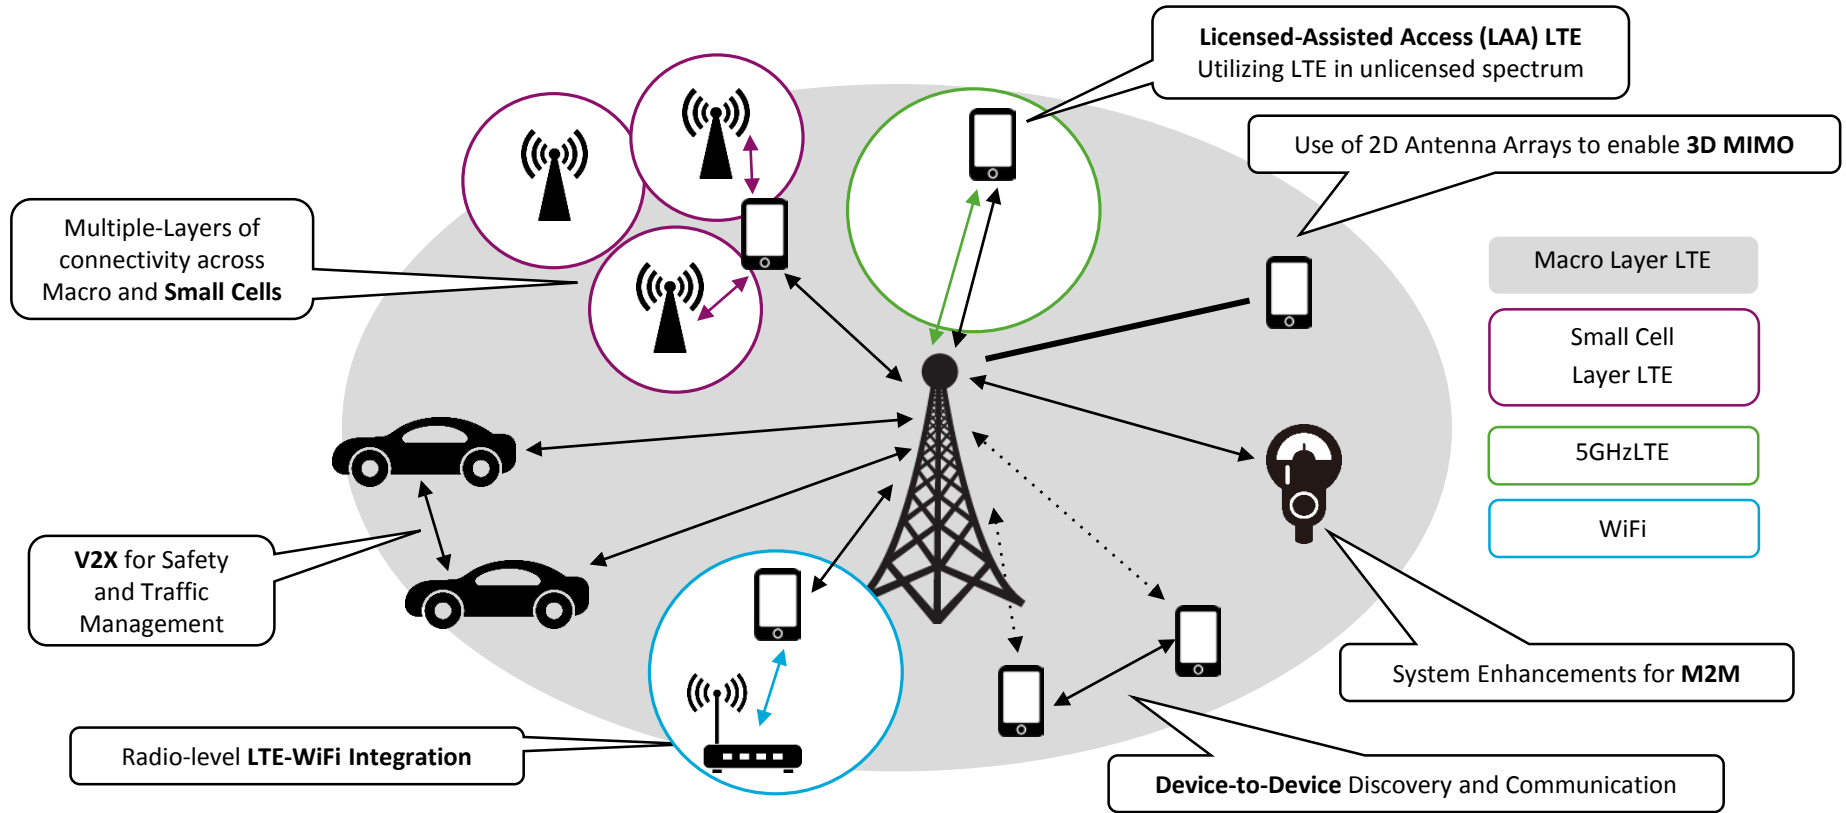 Licensed-Assisted Access (LAA) LTE
Utilizing LTE in unlicensed spectrum
Use of 2D Antenna Arrays to enable 3D MIMO
Multiple-Layers of
connectivity across
Macro and Small Cells
Macro Layer LTE
Small Cell
Layer LTE
5GHzLTE
WiFi
V2X for Safety
and Traffic
Management
System Enhancements for M2M
Radio-level LTE-WiFi Integration
Device-to-Device Discovery and Communication